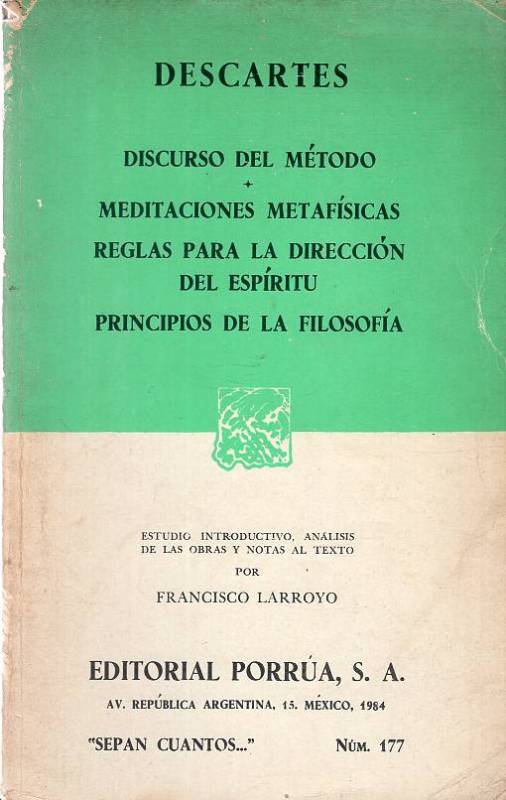 DESCARTES
DISCURSO DEL MÉTODO
MEDITACIONES METAFÍSICAS
REGLAS PARA LA DIRECCIÓN
DEL ESPÍRITU
PRINCIPIOS DE LA FILOSOFÍA
ESTUDIO INTRODUCTIVO, ANÁLISIS
DE LAS OBRAS Y NOTAS AL TEXTO
POR
FRANCISCO LARROYO
EDITORIAL PORRÚA, S. A.
AV. REPÚBLICA ARGENTINA, 15. MÉXICO, 1984
"SEPAN CUANTOS..." NÚM. 177